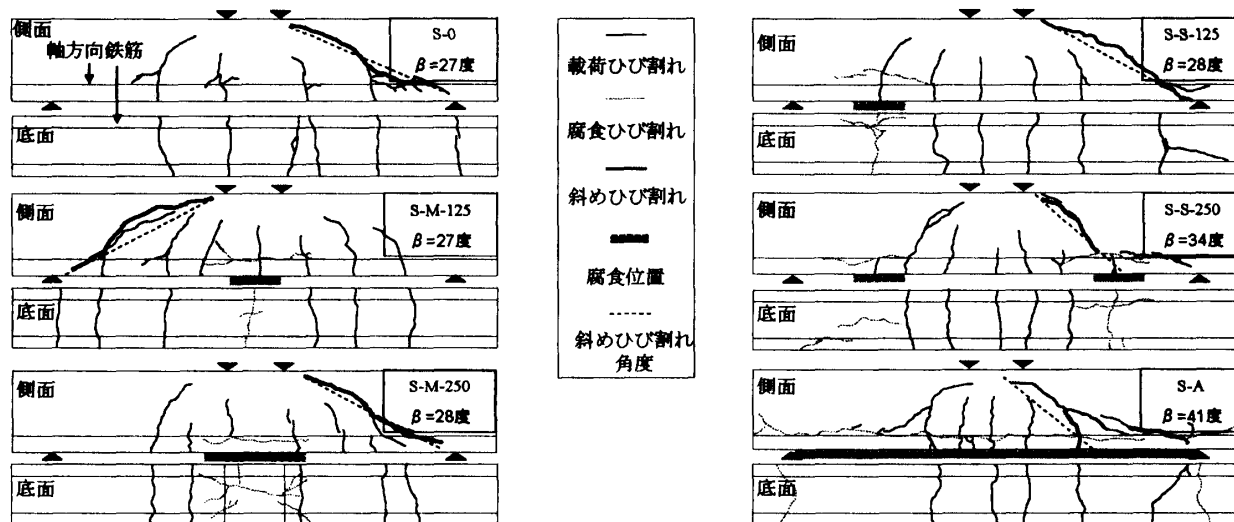 側面
軸方向鉄筋
S-0
β=27度
底面
側面
S-M-125
β=27度
底面
側面
S-M-250
β=28度
底面
載荷ひび割れ
腐食ひび割れ
斜めひび割れ
腐食位置
斜めひび割れ
角度
側面
S-S-125
β=28度
底面
側面
S-S-250
β=34度
底面
側面
S-A
β=41度
底面